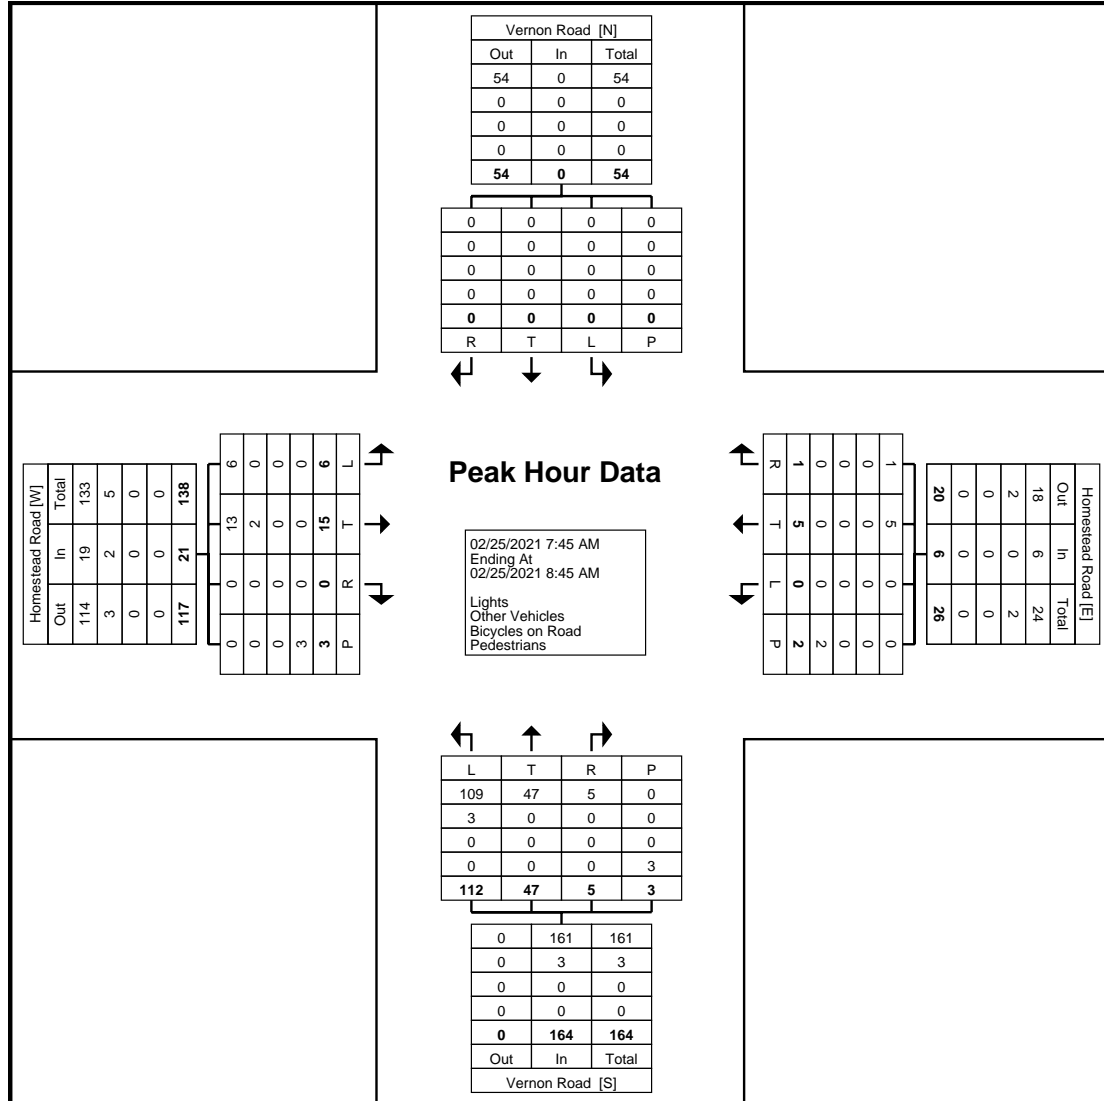 Vernon Road [N]
Out In Total
54 0 54
0 0 0
0 0 0
0 0 0
54 0 54
0 0 0 0
0 0 0 0
0 0 0 0
0 0 0 0
0 0 0 0
R T L P
Homestead Road [W]
Out In Total
114 19 133
3 2 5
0 0 0
0 0 0
117 21 138
0 0 13 6
0 0 2 0
0 0 0 0
3 0 0 0
3 0 15 6
P R T L
Peak Hour Data
02/25/2021 7:45 AM
Ending At
02/25/2021 8:45 AM
Lights
Other Vehicles
Bicycles on Road
Pedestrians
Homestead Road [E]
Out In Total
18 6 24
2 0 2
0 0 0
0 0 0
20 6 26
1 5 0 0
0 0 0 0
0 0 0 0
0 0 0 2
1 5 0 2
R T L P
L T R P
109 47 5 0
3 0 0 0
0 0 0 0
0 0 0 3
112 47 5 3
0 161 161
0 3 3
0 0 0
0 0 0
0 164 164
Out In Total
Vernon Road [S]